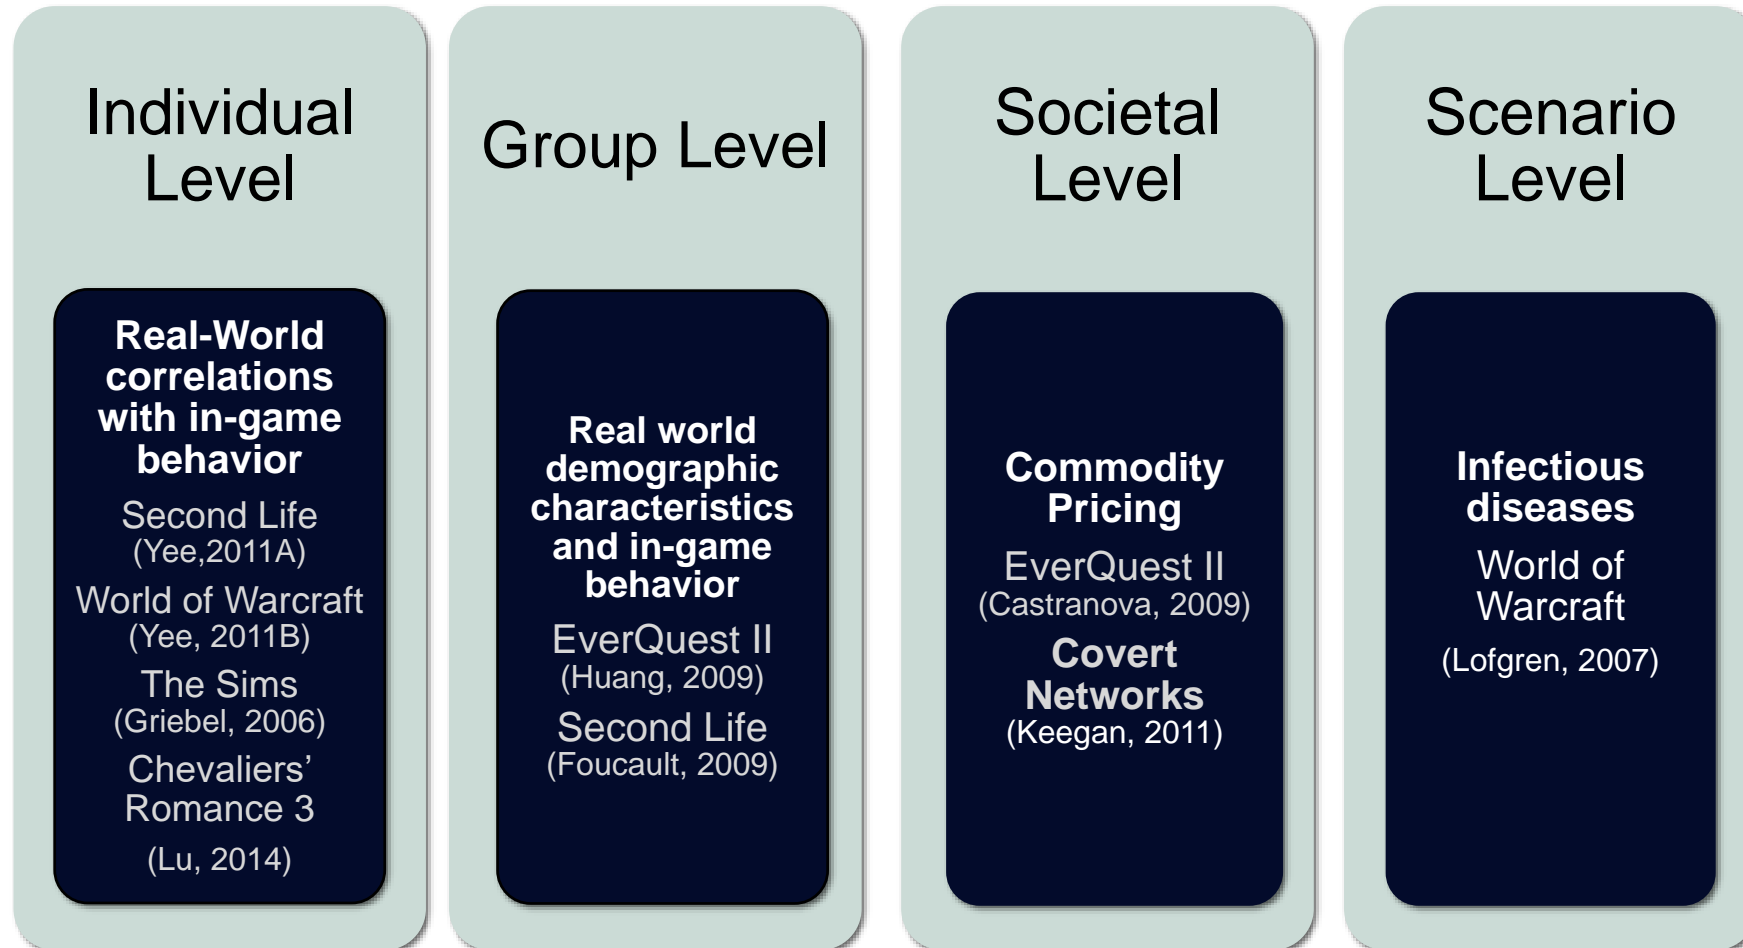 Individual
Level
Real-World
correlations
with in-game
behavior
Second Life
(Yee,2011A)
World of Warcraft
(Yee, 2011B)
The Sims
(Griebel, 2006)
Chevaliers’
Romance 3
(Lu, 2014)
Group Level
Real world
demographic
characteristics
and in-game
behavior
EverQuest II
(Huang, 2009)
Second Life
(Foucault, 2009)
Societal
Level
Commodity
Pricing
EverQuest II
(Castranova, 2009)
Covert
Networks
(Keegan, 2011)
Scenario
Level
Infectious
diseases
World of
Warcraft
(Lofgren, 2007)